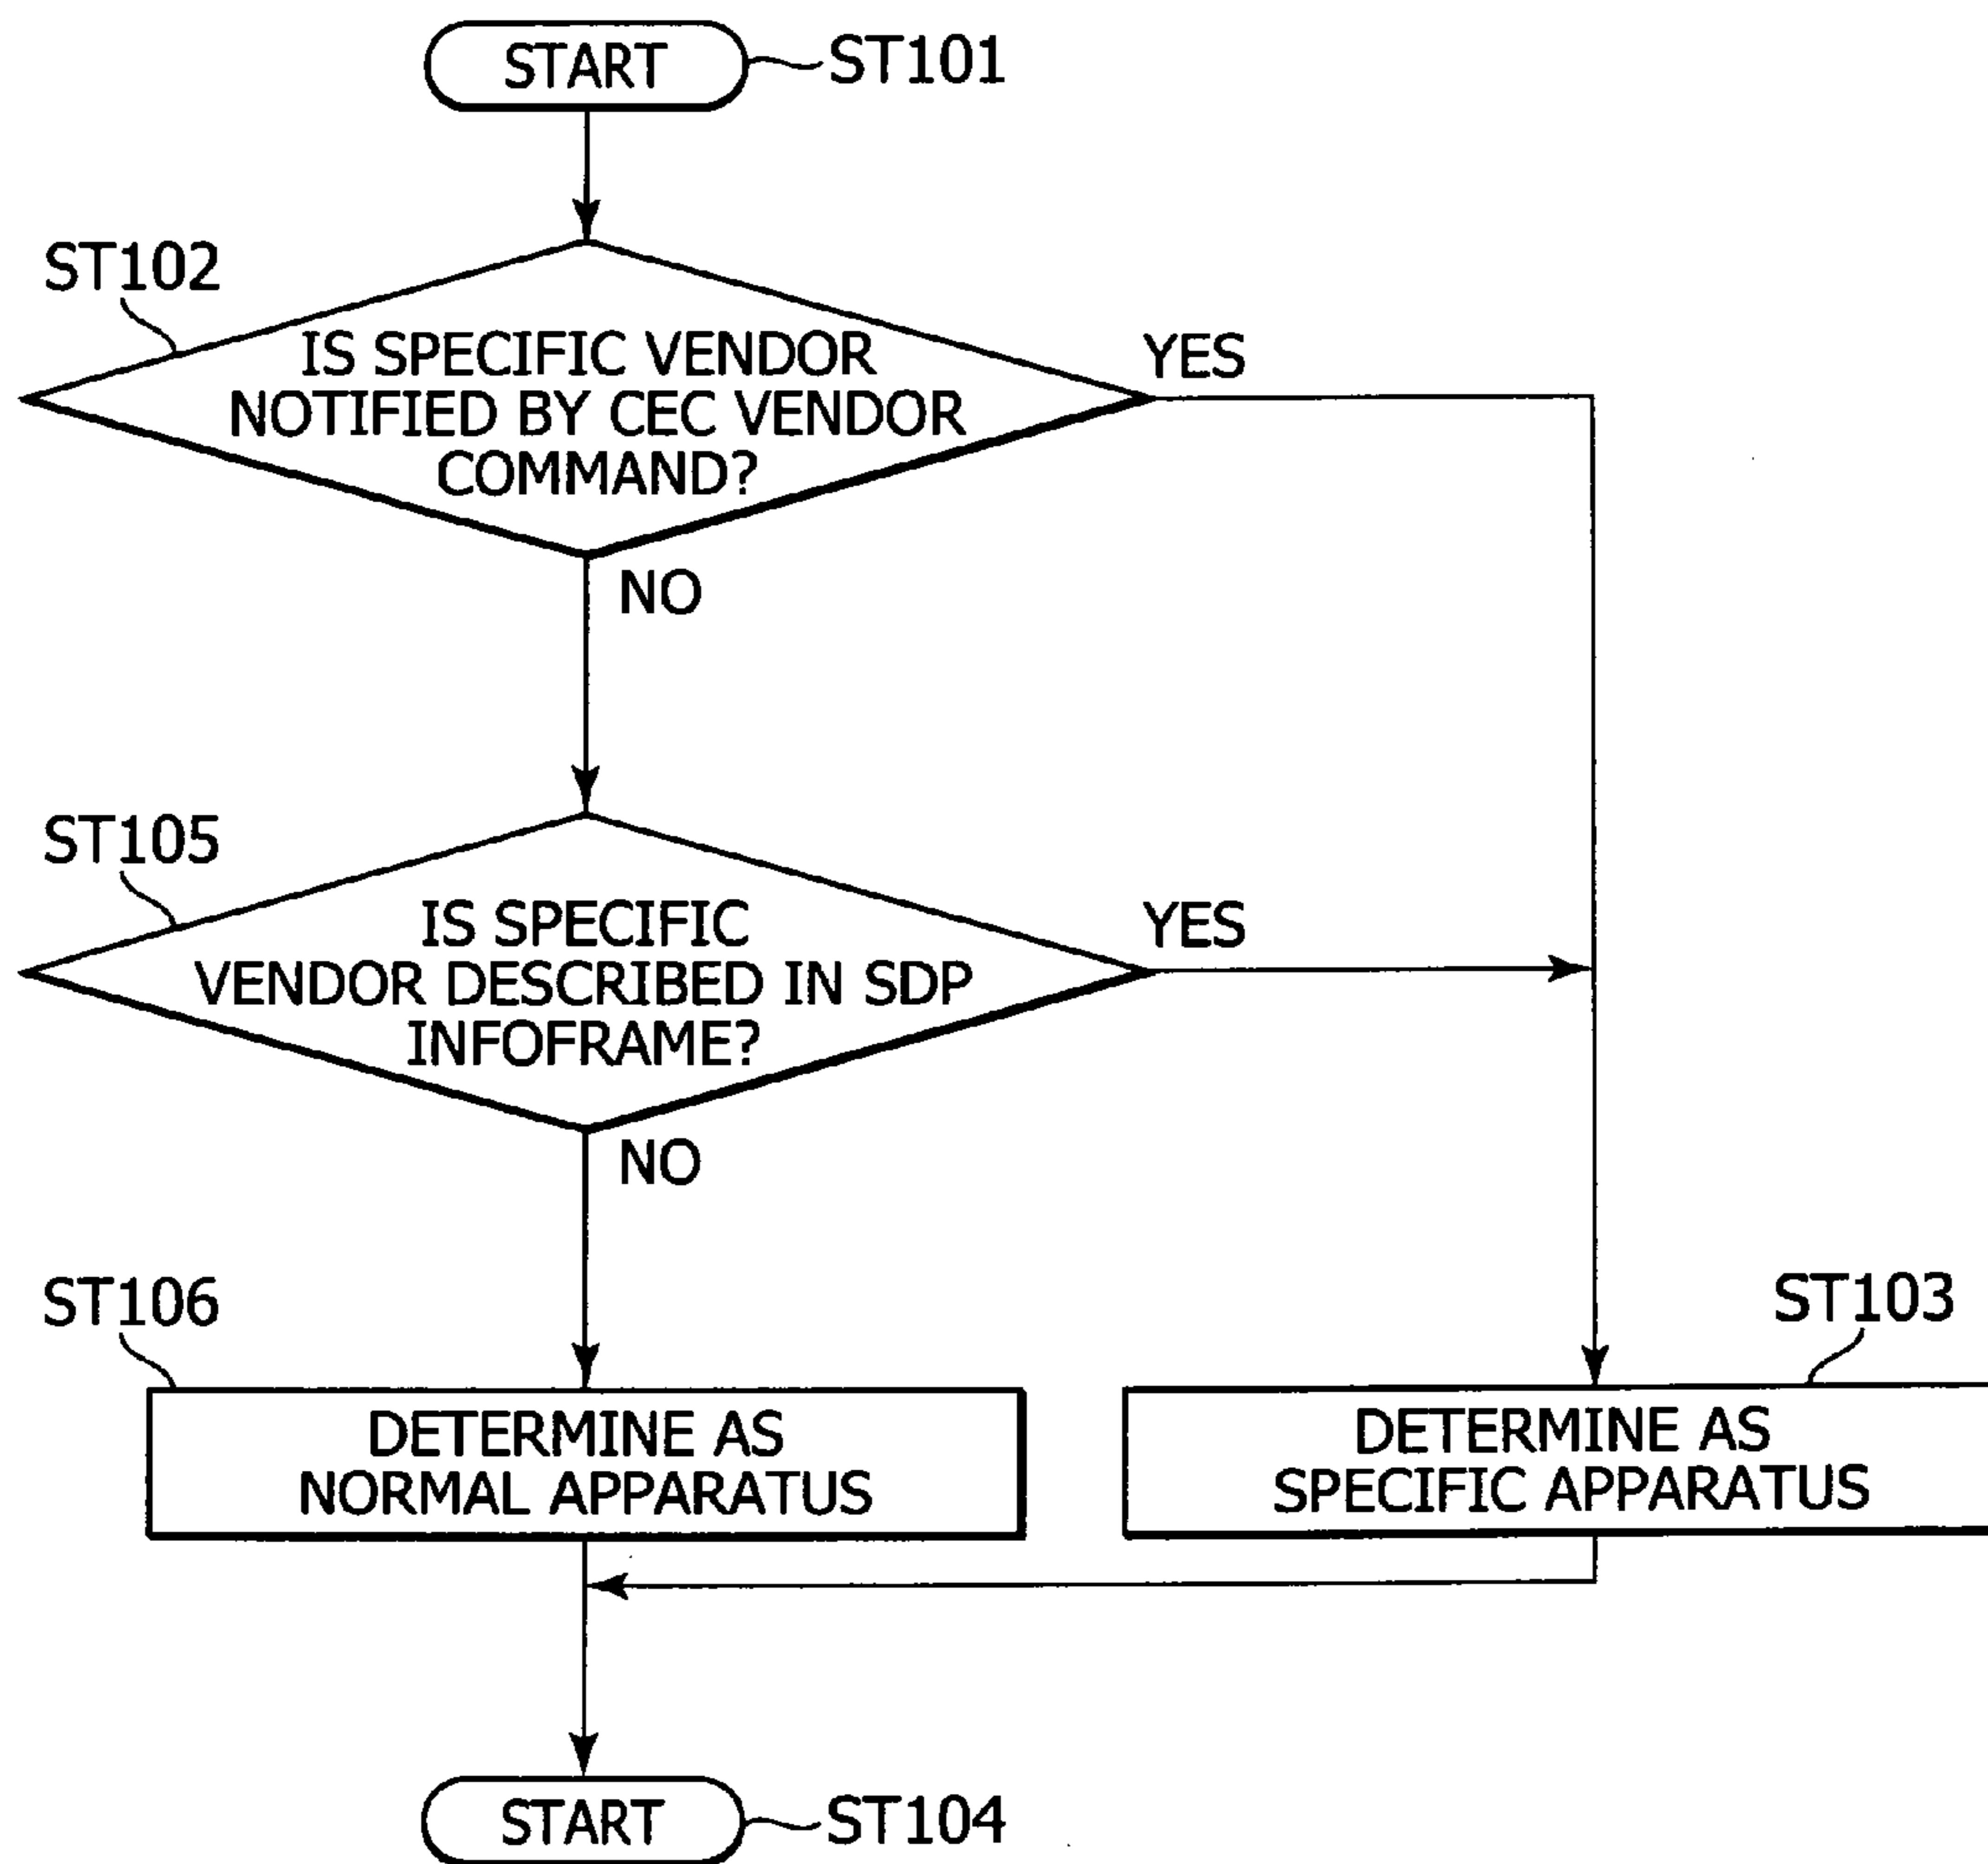 START
ST101
ST102
IS SPECIFIC VENDOR
NOTIFIED BY CEC VENDOR
COMMAND?
YES
NO
ST105
IS SPECIFIC
VENDOR DESCRIBED IN SDP
INFOFRAME?
YES
NO
ST106
DETERMINE AS
NORMAL APPARATUS
ST103
DETERMINE AS
SPECIFIC APPARATUS
START
ST104